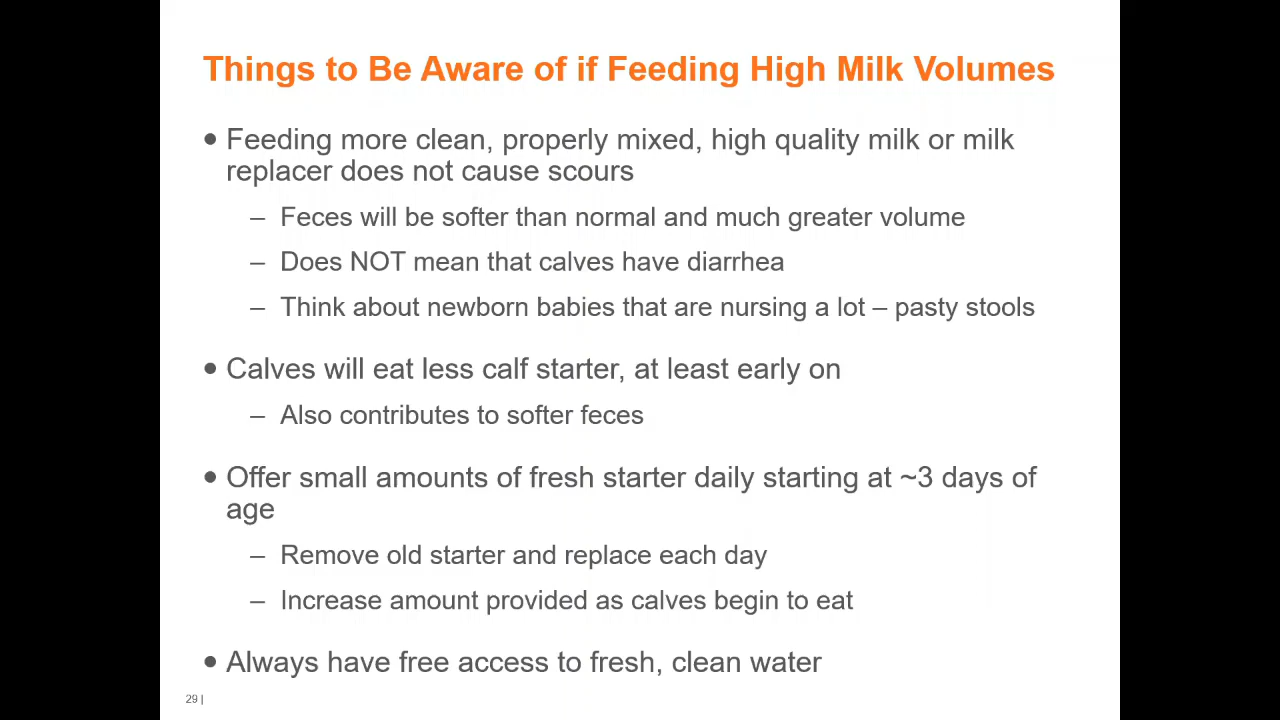 Things to Be Aware of if Feeding High Milk Volumes
• Feeding more clean, properly mixed, high quality milk or milk
replacer does not cause scours
– Feces will be softer than normal and much greater volume
– Does NOT mean that calves have diarrhea
– Think about newborn babies that are nursing a lot – pasty stools
• Calves will eat less calf starter, at least early on
– Also contributes to softer feces
• Offer small amounts of fresh starter daily starting at ~3 days of
age
– Remove old starter and replace each day
– Increase amount provided as calves begin to eat
• Always have free access to fresh, clean water
29 |